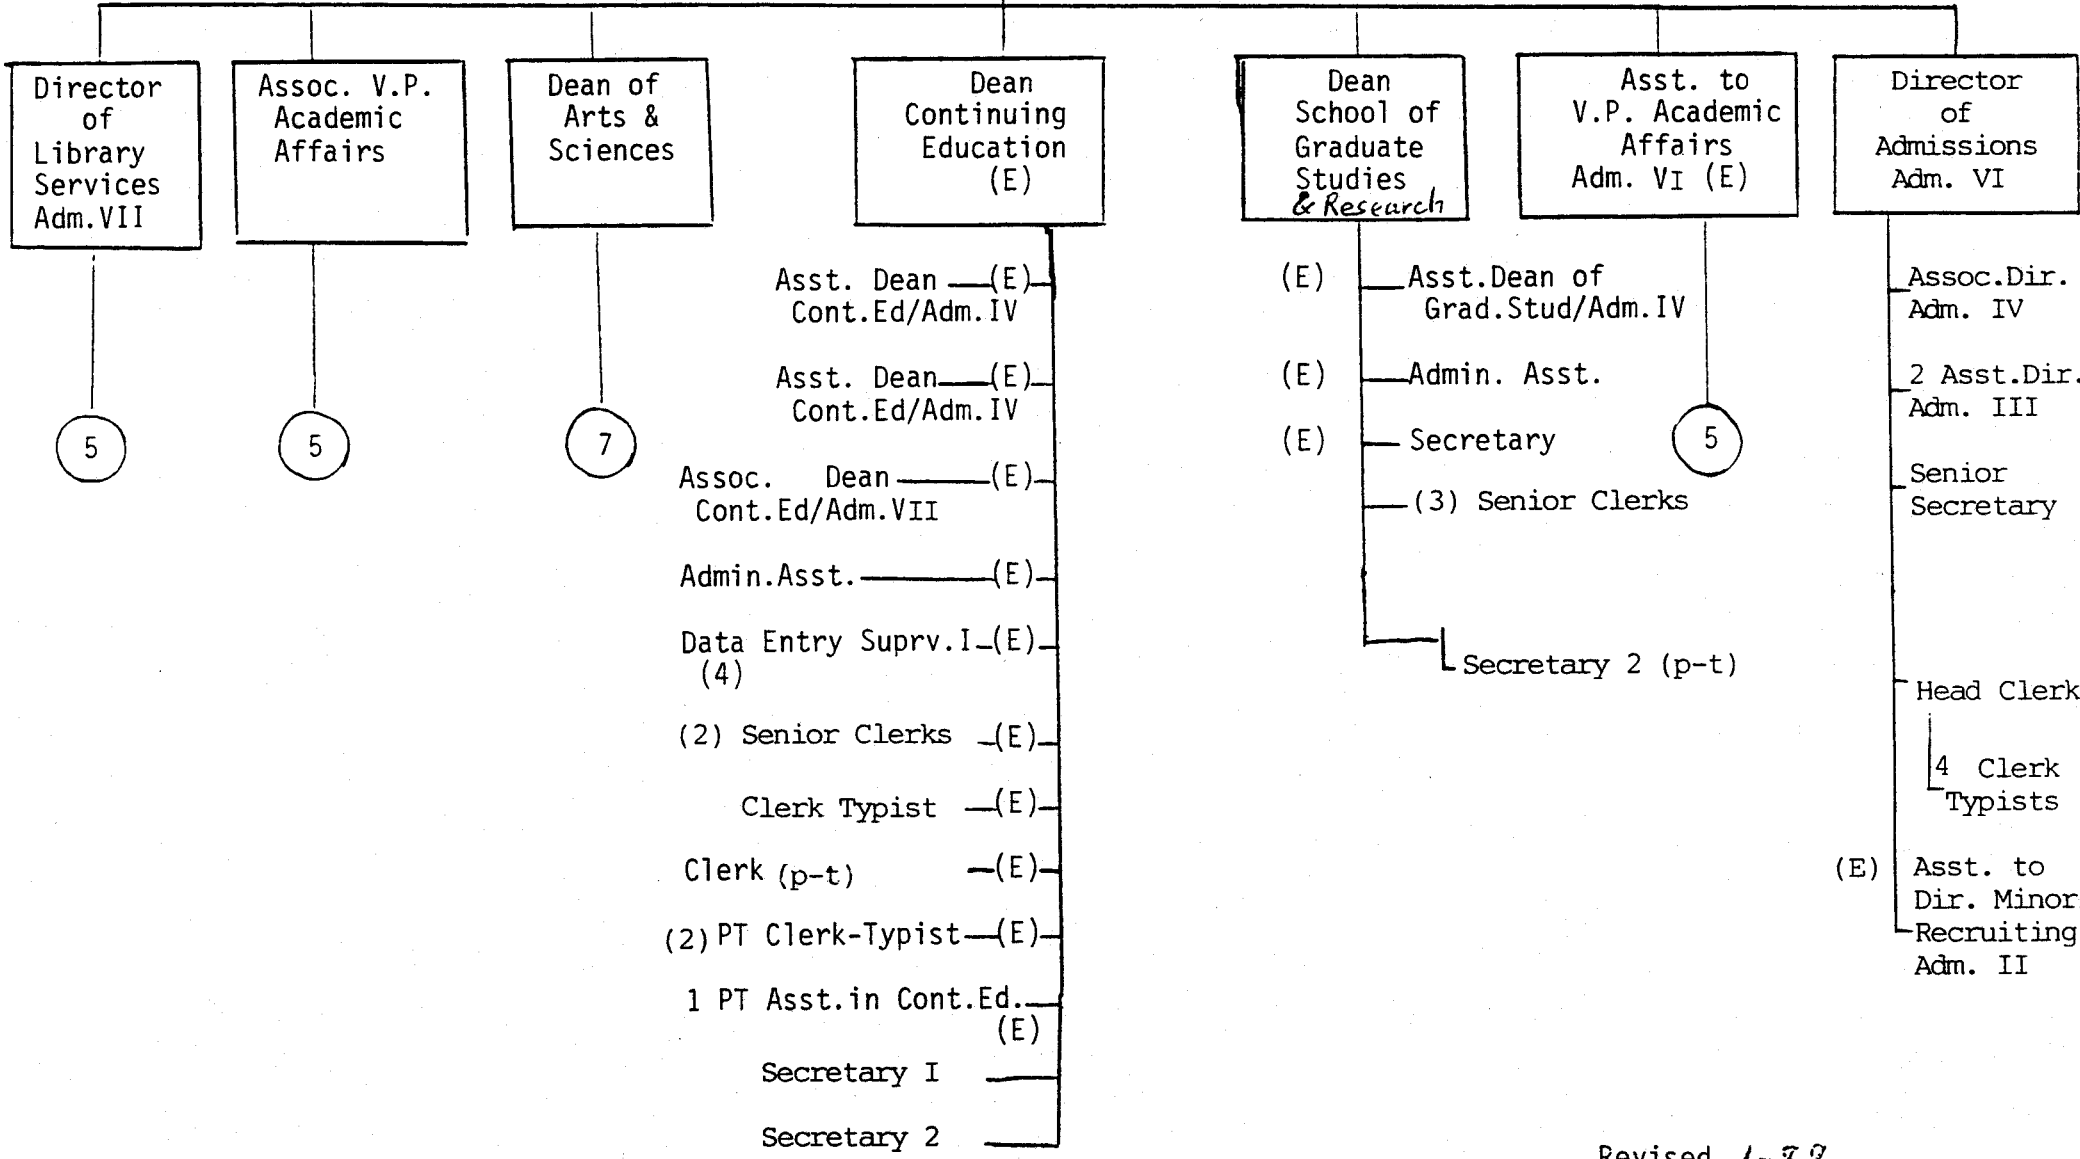 Director
of
Library
Services
Adm.VII
Assoc. V.P.
Academic
Affairs
Dean of
Arts &
Sciences
Dean
Continuing
Education
(E)
Dean
School of
Graduate
Studies
& Research
Asst. to
V.P. Academic
Affairs
Adm. VI (E)
Director
of
Admissions
Adm. VI
5
5
7
Asst. Dean (E)
Cont.Ed/Adm.IV
Asst. Dean (E)
Cont.Ed/Adm.IV
Assoc. Dean (E)
Cont.Ed/Adm.VII
Admin.Asst. (E)
Data Entry Suprv.I (E)
(4)
(2) Senior Clerks (E)
Clerk Typist (E)
Clerk (p-t) (E)
(2) PT Clerk-Typist (E)
1 PT Asst.in Cont.Ed.
(E)
Secretary I
Secretary 2
(E) Asst.Dean of
Grad.Stud/Adm.IV
(E) Admin. Asst.
(E) Secretary
(3) Senior Clerks
Secretary 2 (p-t)
5
Assoc.Dir.
Adm. IV
2 Asst.Dir.
Adm. III
Senior
Secretary
Head Clerk
4 Clerk
Typists
(E) Asst. to
Dir. Minor
Recruiting
Adm. II
Revised